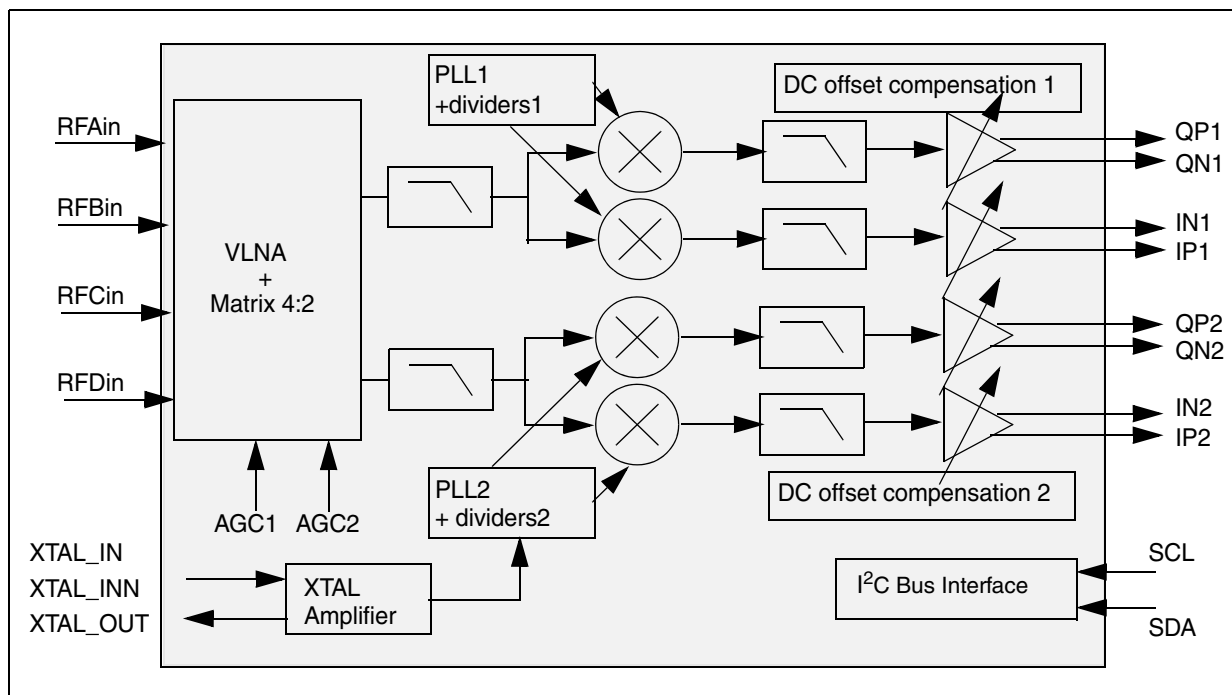 PLL1
+dividers1
DC offset compensation 1
RFAin
RFBin
RFCin
RFDin
VLNA
+
Matrix 4:2
QP1
QN1
IN1
IP1
QP2
QN2
IN2
IP2
AGC1
AGC2
PLL2
+ dividers2
DC offset compensation 2
XTAL_IN
XTAL_INN
XTAL_OUT
XTAL
Amplifier
I²C Bus Interface
SCL
SDA